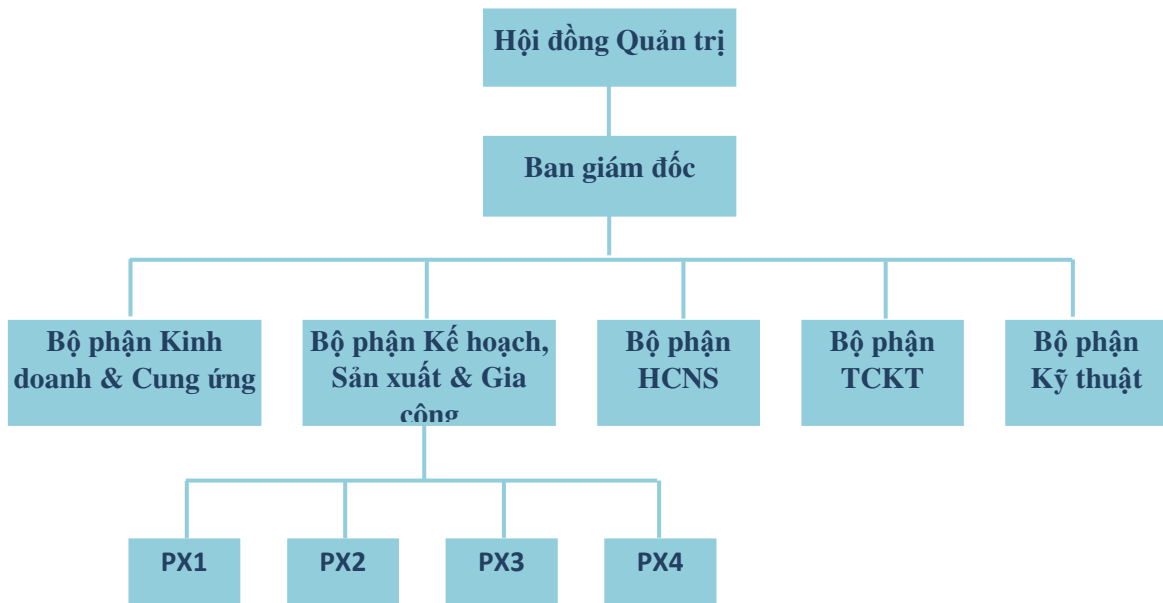 Hội đồng Quản trị
Ban giám đốc
Bộ phận Kinh
doanh & Cung ứng
Bộ phận Kế hoạch,
Sản xuất & Gia
công
Bộ phận
HCNS
Bộ phận
TCKT
Bộ phận
Kỹ thuật
PX1
PX2
PX3
PX4